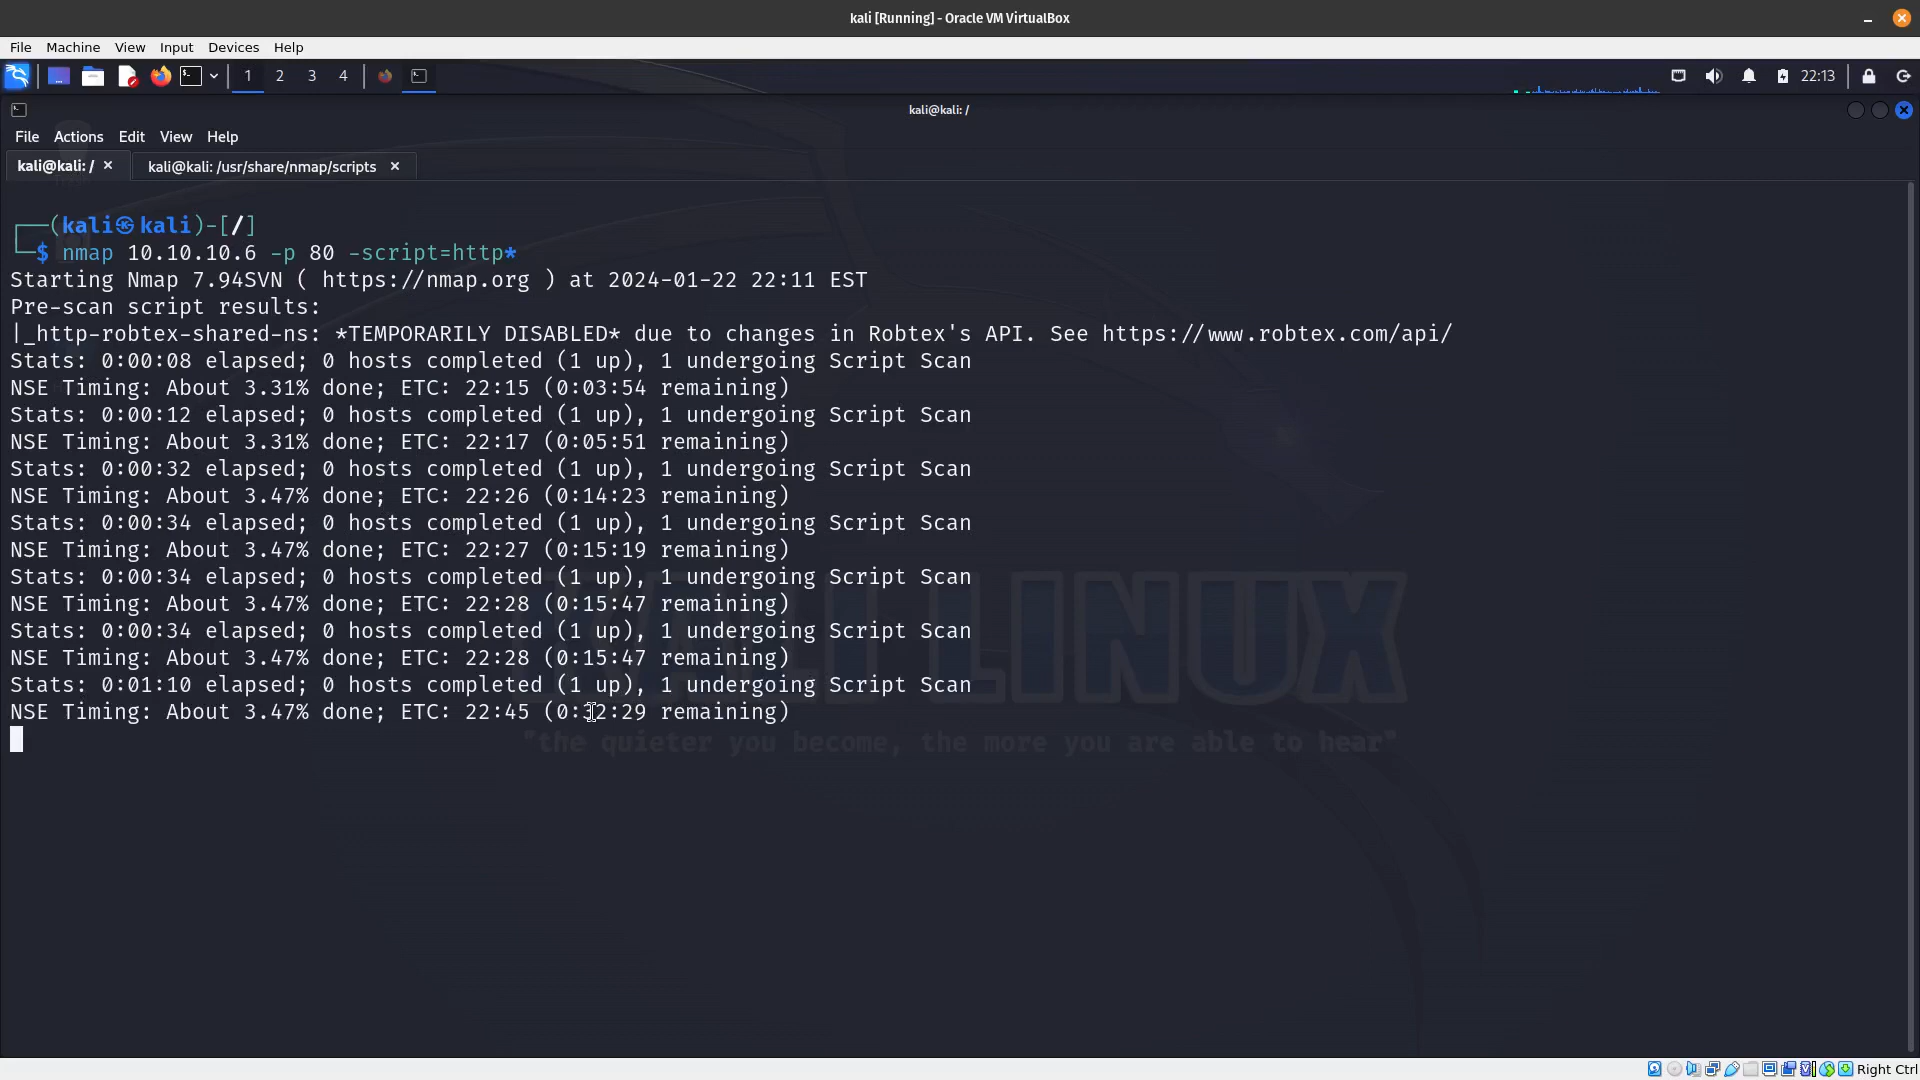 kali [Running] - Oracle VM VirtualBox
File Machine View Input Devices Help
1 2 3 4 22:13
kali@kali: /
File Actions Edit View Help
kali@kali: / × kali@kali: /usr/share/nmap/scripts ×
┌──(kali㉿kali)-[/]
└─$ nmap 10.10.10.6 -p 80 -script=http*
Starting Nmap 7.94SVN ( https://nmap.org ) at 2024-01-22 22:11 EST
Pre-scan script results:
|_http-robtex-shared-ns: *TEMPORARILY DISABLED* due to changes in Robtex's API. See https://www.robtex.com/api/
Stats: 0:00:08 elapsed; 0 hosts completed (1 up), 1 undergoing Script Scan
NSE Timing: About 3.31% done; ETC: 22:15 (0:03:54 remaining)
Stats: 0:00:12 elapsed; 0 hosts completed (1 up), 1 undergoing Script Scan
NSE Timing: About 3.31% done; ETC: 22:17 (0:05:51 remaining)
Stats: 0:00:32 elapsed; 0 hosts completed (1 up), 1 undergoing Script Scan
NSE Timing: About 3.47% done; ETC: 22:26 (0:14:23 remaining)
Stats: 0:00:34 elapsed; 0 hosts completed (1 up), 1 undergoing Script Scan
NSE Timing: About 3.47% done; ETC: 22:27 (0:15:19 remaining)
Stats: 0:00:34 elapsed; 0 hosts completed (1 up), 1 undergoing Script Scan
NSE Timing: About 3.47% done; ETC: 22:28 (0:15:47 remaining)
Stats: 0:00:34 elapsed; 0 hosts completed (1 up), 1 undergoing Script Scan
NSE Timing: About 3.47% done; ETC: 22:28 (0:15:47 remaining)
Stats: 0:01:10 elapsed; 0 hosts completed (1 up), 1 undergoing Script Scan
NSE Timing: About 3.47% done; ETC: 22:45 (0:32:29 remaining)
KALI LINUX
"the quieter you become, the more you are able to hear"
Right Ctrl